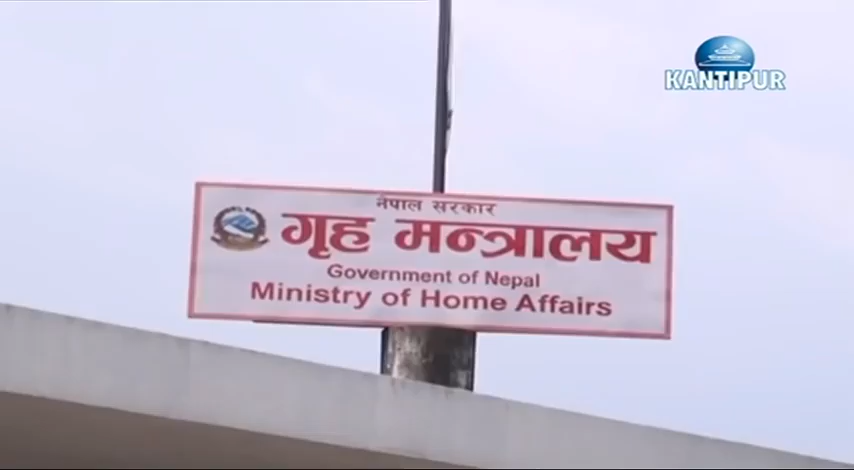 KANTIPUR
नेपाल सरकार
गृह मन्त्रालय
Government of Nepal
Ministry of Home Affairs